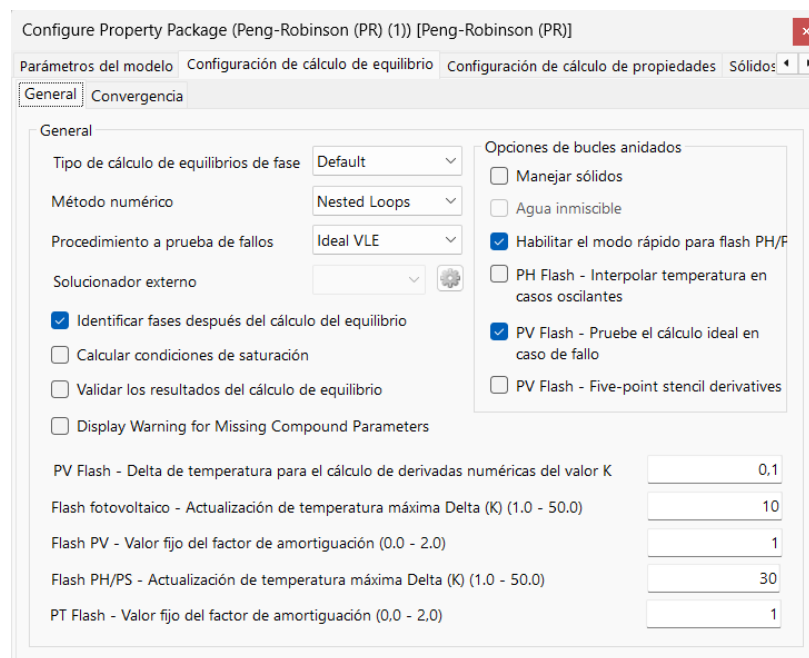 Configure Property Package (Peng-Robinson (PR) (1)) [Peng-Robinson (PR)]
Parámetros del modelo Configuración de cálculo de equilibrio Configuración de cálculo de propiedades Sólidos
General Convergencia
General
Tipo de cálculo de equilibrios de fase Default
Método numérico Nested Loops
Procedimiento a prueba de fallos Ideal VLE
Solucionador externo
Identificar fases después del cálculo del equilibrio
Calcular condiciones de saturación
Validar los resultados del cálculo de equilibrio
Display Warning for Missing Compound Parameters
Opciones de bucles anidados
Manejar sólidos
Agua inmiscible
Habilitar el modo rápido para flash PH/P
PH Flash - Interpolar temperatura en
casos oscilantes
PV Flash - Pruebe el cálculo ideal en
caso de fallo
PV Flash - Five-point stencil derivatives
PV Flash - Delta de temperatura para el cálculo de derivadas numéricas del valor K 0,1
Flash fotovoltaico - Actualización de temperatura máxima Delta (K) (1.0 - 50.0) 10
Flash PV - Valor fijo del factor de amortiguación (0.0 - 2.0) 1
Flash PH/PS - Actualización de temperatura máxima Delta (K) (1.0 - 50.0) 30
PT Flash - Valor fijo del factor de amortiguación (0,0 - 2,0) 1